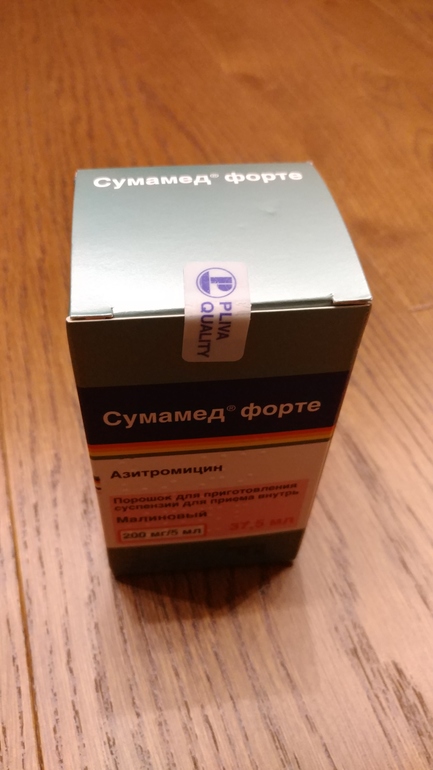 Сумамед® форте
PLIVA
QUALITY
Сумамед® форте
Азитромицин
Порошок для приготовления
суспензии для приема внутрь
Малиновый
200 мг/5 мл
37,5 мл